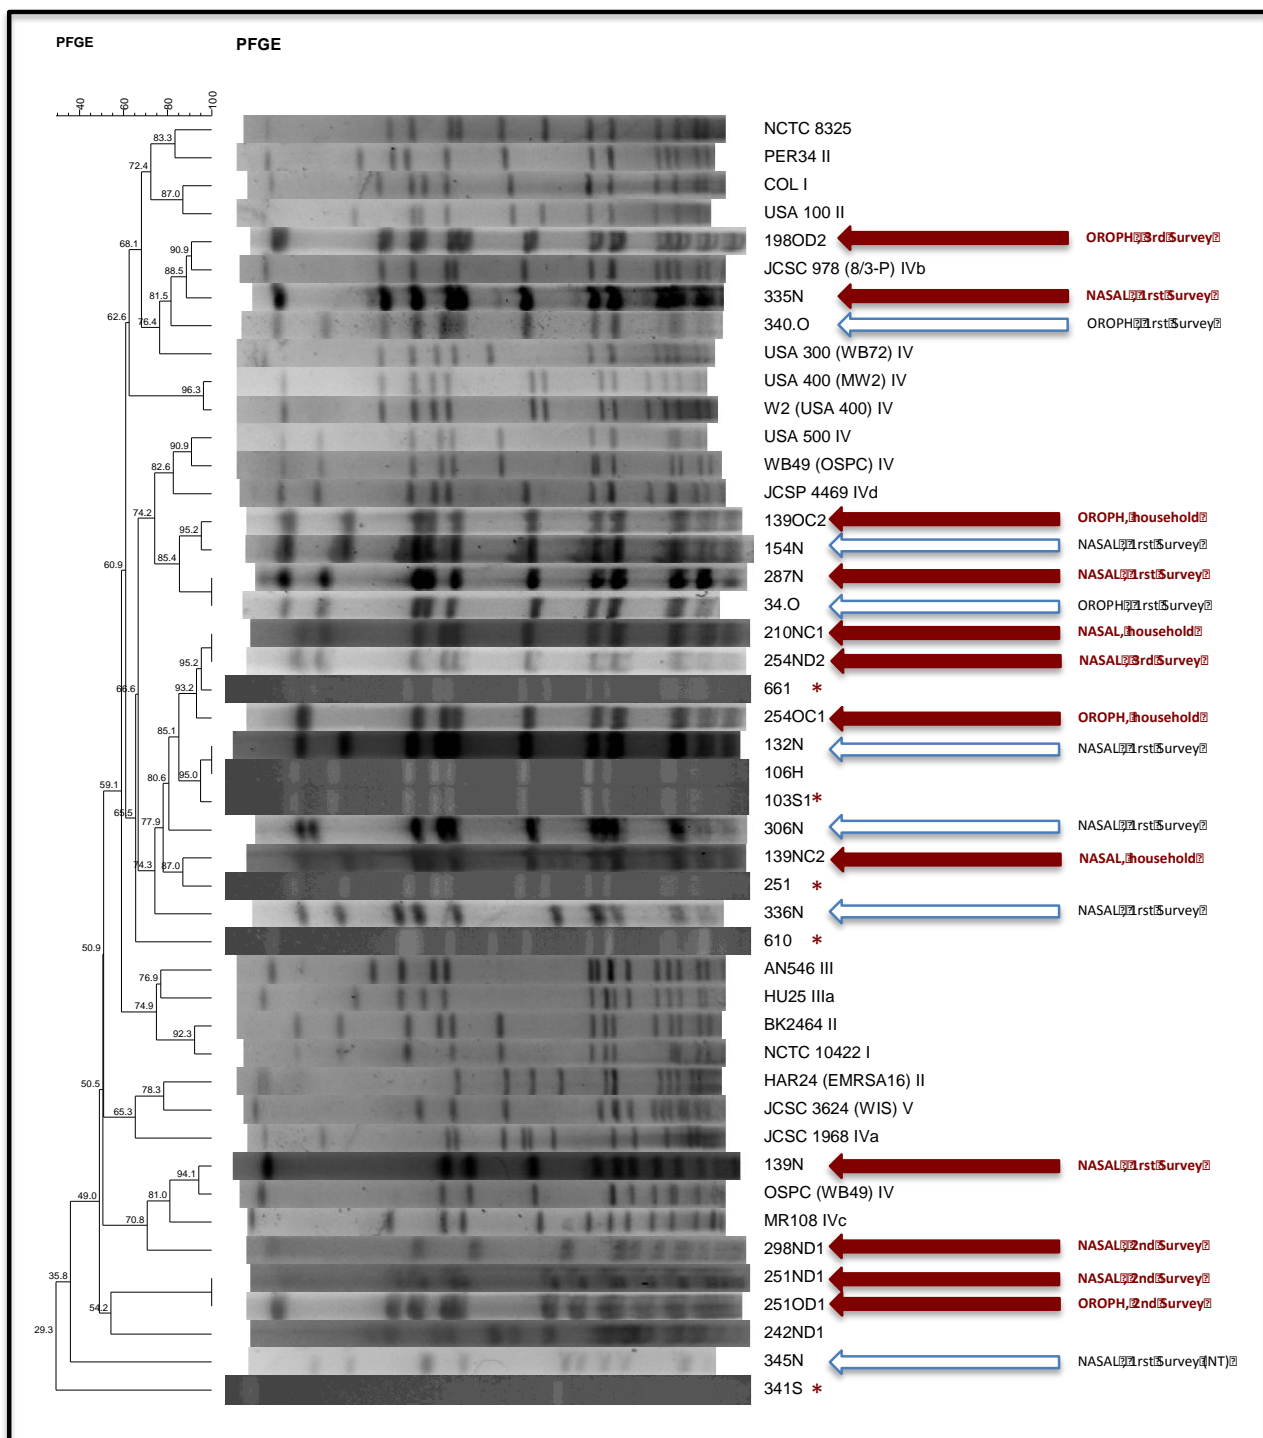 PFGE PFGE
40 60 80 100
NCTC 8325
83.3
PER34 II
72.4
COL I
87.0
USA 100 II
198OD2 OROPH, 3rd Survey
68.1
90.9
JCSC 978 (8/3-P) IVb
88.5
335N NASAL, 1rst Survey
81.5
62.6
76.4
340.O OROPH, 1rst Survey
USA 300 (WB72) IV
USA 400 (MW2) IV
96.3
W2 (USA 400) IV
USA 500 IV
90.9
WB49 (OSPC) IV
82.6
JCSP 4469 IVd
74.2
139OC2 OROPH, household
95.2
154N NASAL, 1rst Survey
85.4
60.9
287N NASAL, 1rst Survey
34.O OROPH, 1rst Survey
210NC1 NASAL, household
254ND2 NASAL, 3rd Survey
95.2
661 *
93.2
66.6
254OC1 OROPH, household
85.1
132N NASAL, 1rst Survey
106H
80.6
95.0
59.1
103S1*
65.5
306N NASAL, 1rst Survey
77.9
139NC2 NASAL, household
74.3 87.0
251 *
336N NASAL, 1rst Survey
610 *
50.9
AN546 III
76.9
HU25 IIIa
74.9
BK2464 II
92.3
NCTC 10422 I
HAR24 (EMRSA16) II
50.5
78.3
JCSC 3624 (WIS) V
65.3
JCSC 1968 IVa
139N NASAL, 1rst Survey
94.1
OSPC (WB49) IV
49.0
81.0
MR108 IVc
70.8
298ND1 NASAL, 2nd Survey
35.8
251ND1 NASAL, 2nd Survey
251OD1 OROPH, 2nd Survey
54.2
29.3
242ND1
345N NASAL, 1rst Survey (NT)
341S *